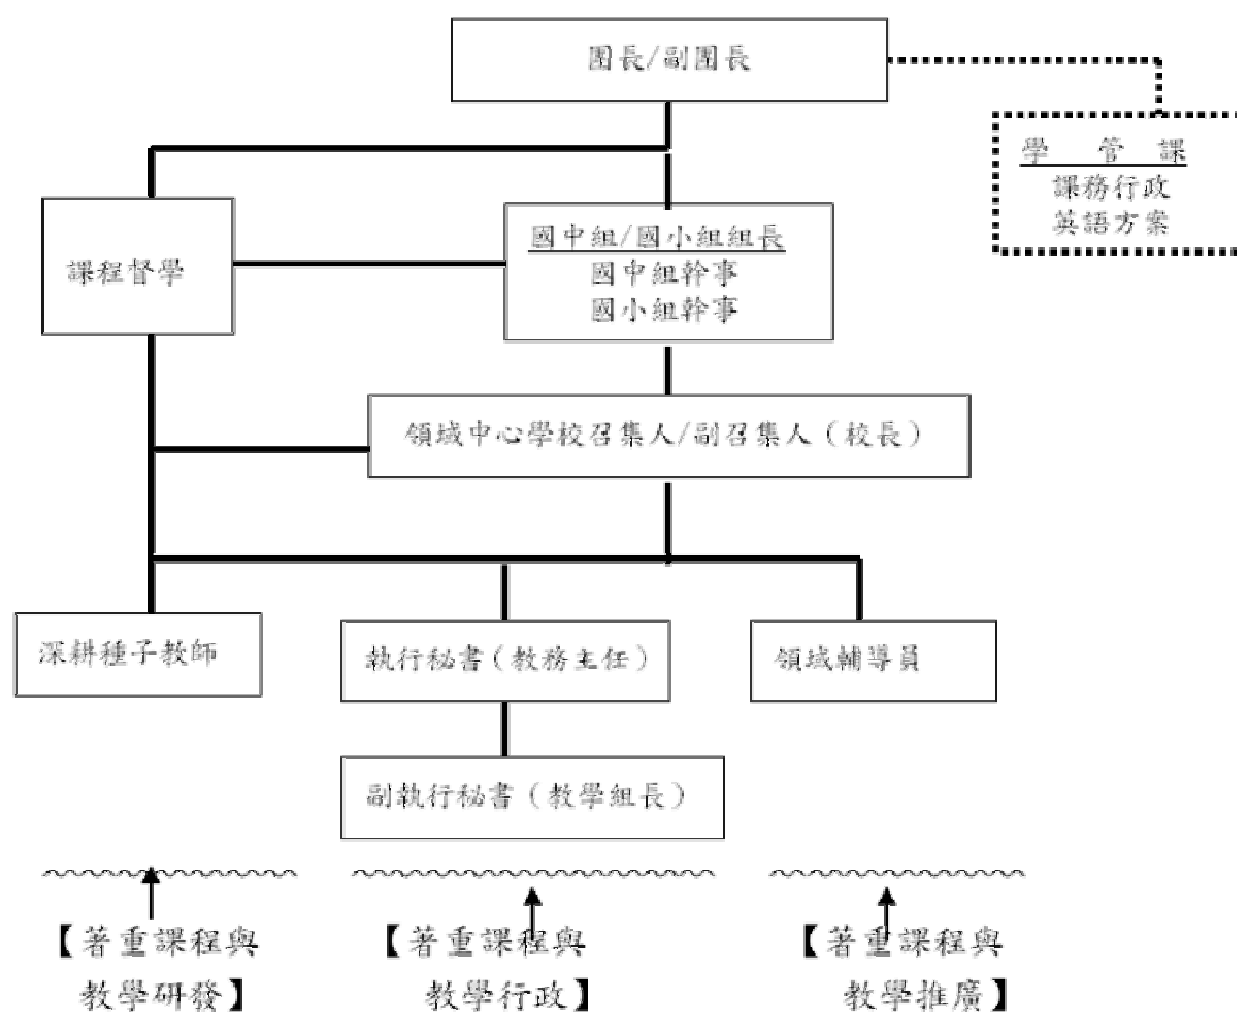 團長/副團長
學 管 課
課務行政
英語方案
課程督學
國中組/國小組組長
國中組幹事
國小組幹事
領域中心學校召集人/副召集人（校長）
深耕種子教師
執行秘書（教務主任）
領域輔導員
副執行秘書（教學組長）
【著重課程與
教學研發】
【著重課程與
教學行政】
【著重課程與
教學推廣】